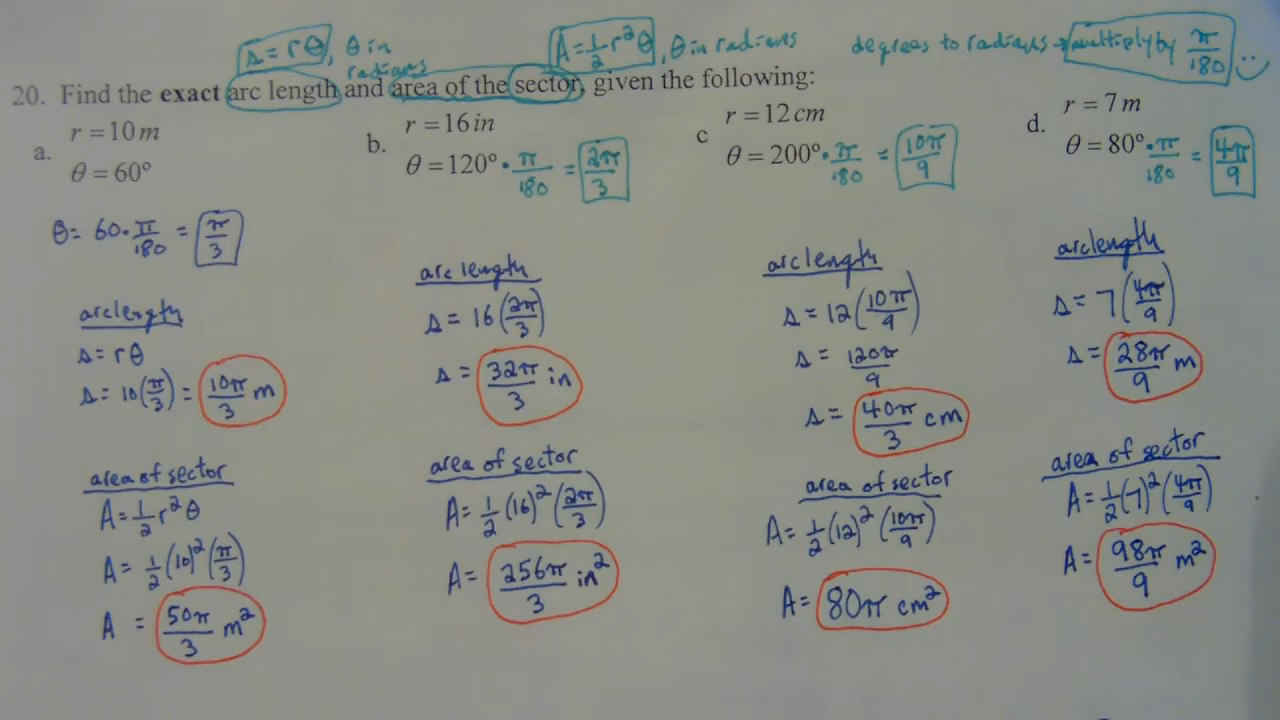 s = rθ, θ in radians
A = 1/2 r²θ, θ in radians
degrees to radians → multiply by π/180
20. Find the exact arc length and area of the sector, given the following:
a.
r = 10 m
θ = 60°
θ = 60 · π/180 = π/3
arc length
s = rθ
s = 10(π/3) = 10π/3 m
area of sector
A = 1/2 r²θ
A = 1/2 (10)² (π/3)
A = 50π/3 m²
b.
r = 16 in
θ = 120° · π/180 = 2π/3
arc length
s = 16(2π/3)
s = 32π/3 in
area of sector
A = 1/2 (16)² (2π/3)
A = 256π/3 in²
c
r = 12 cm
θ = 200° · π/180 = 10π/9
arc length
s = 12(10π/9)
s = 120π/9
s = 40π/3 cm
area of sector
A = 1/2 (12)² (10π/9)
A = 80π cm²
d.
r = 7 m
θ = 80° · π/180 = 4π/9
arc length
s = 7(4π/9)
s = 28π/9 m
area of sector
A = 1/2 (7)² (4π/9)
A = 98π/9 m²